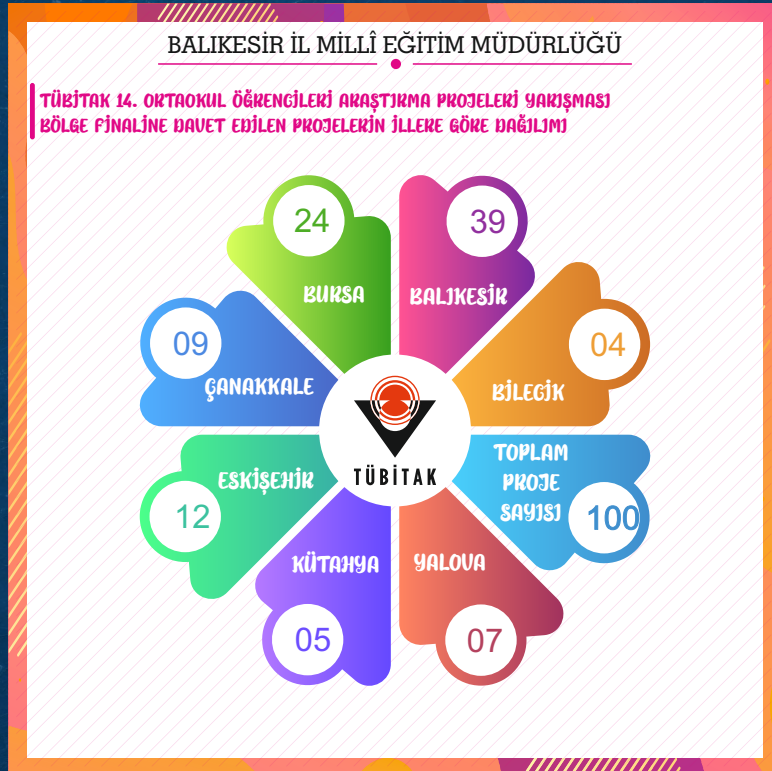 BALIKESİR İL MİLLÎ EĞİTİM MÜDÜRLÜĞÜ
TÜBİTAK 14. ORTAOKUL ÖĞRENCİLERİ ARAŞTIRMA PROJELERİ YARIŞMASI
BÖLGE FİNALİNE DAVET EDİLEN PROJELERİN İLLERE GÖRE DAĞILIMI
24
BURSA
39
BALIKESİR
09
ÇANAKKALE
04
BİLECİK
TÜBİTAK
ESKİŞEHİR
12
TOPLAM
PROJE
SAYISI
100
KÜTAHYA
05
YALOVA
07